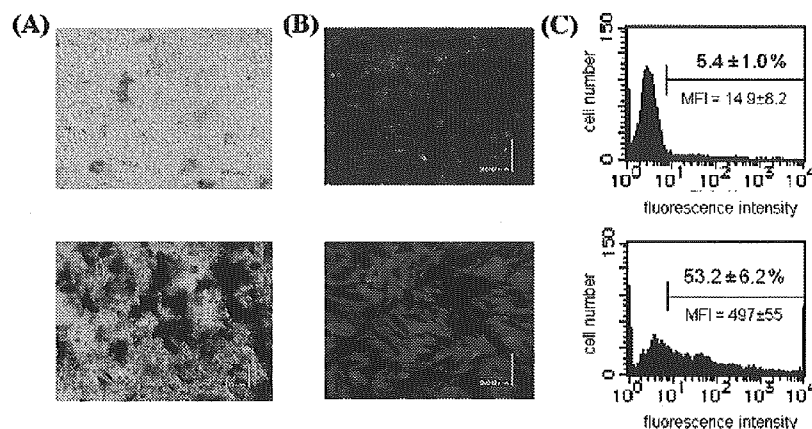 (A) (B) (C)
150
cell number
0
5.4±1.0%
MFI = 14.9±8.2
10⁰ 10¹ 10² 10³ 10⁴
fluorescence intensity
150
cell number
0
53.2±6.2%
MFI = 497±55
10⁰ 10¹ 10² 10³ 10⁴
fluorescence intensity